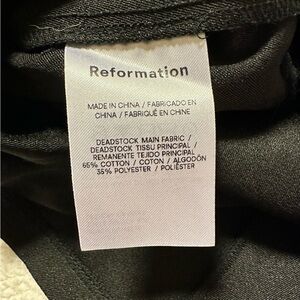 Reformation
MADE IN CHINA / FABRICADO EN
CHINA / FABRIQUÉ EN CHINE
DEADSTOCK MAIN FABRIC /
DEADSTOCK TISSU PRINCIPAL /
REMANENTE TEJIDO PRINCIPAL
65% COTTON / COTON / ALGODÓN
35% POLYESTER / POLIÉSTER